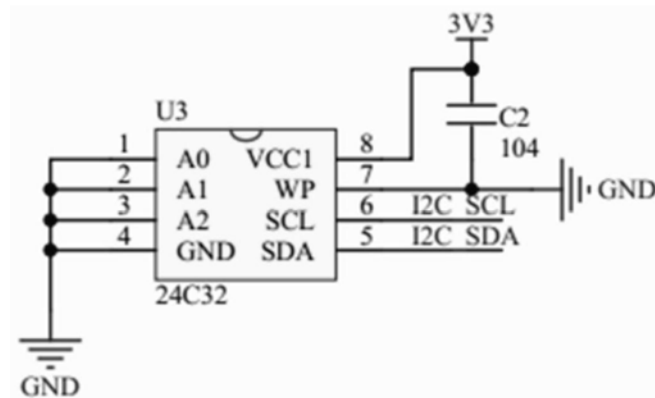 3V3
U3
C2
104
1 A0 VCC1 8
2 A1 WP 7
GND
3 A2 SCL 6 I2C SCL
4 GND SDA 5 I2C SDA
24C32
GND